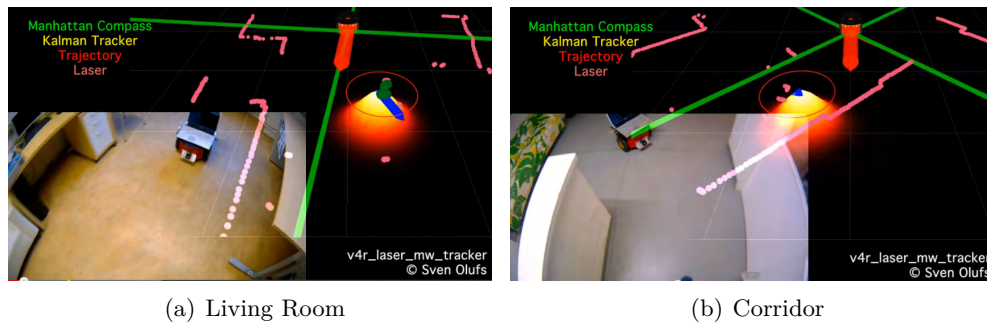 Manhattan Compass
Kalman Tracker
Trajectory
Laser
v4r_laser_mw_tracker
© Sven Olufs
(a) Living Room
Manhattan Compass
Kalman Tracker
Trajectory
Laser
v4r_laser_mw_tracker
© Sven Olufs
(b) Corridor